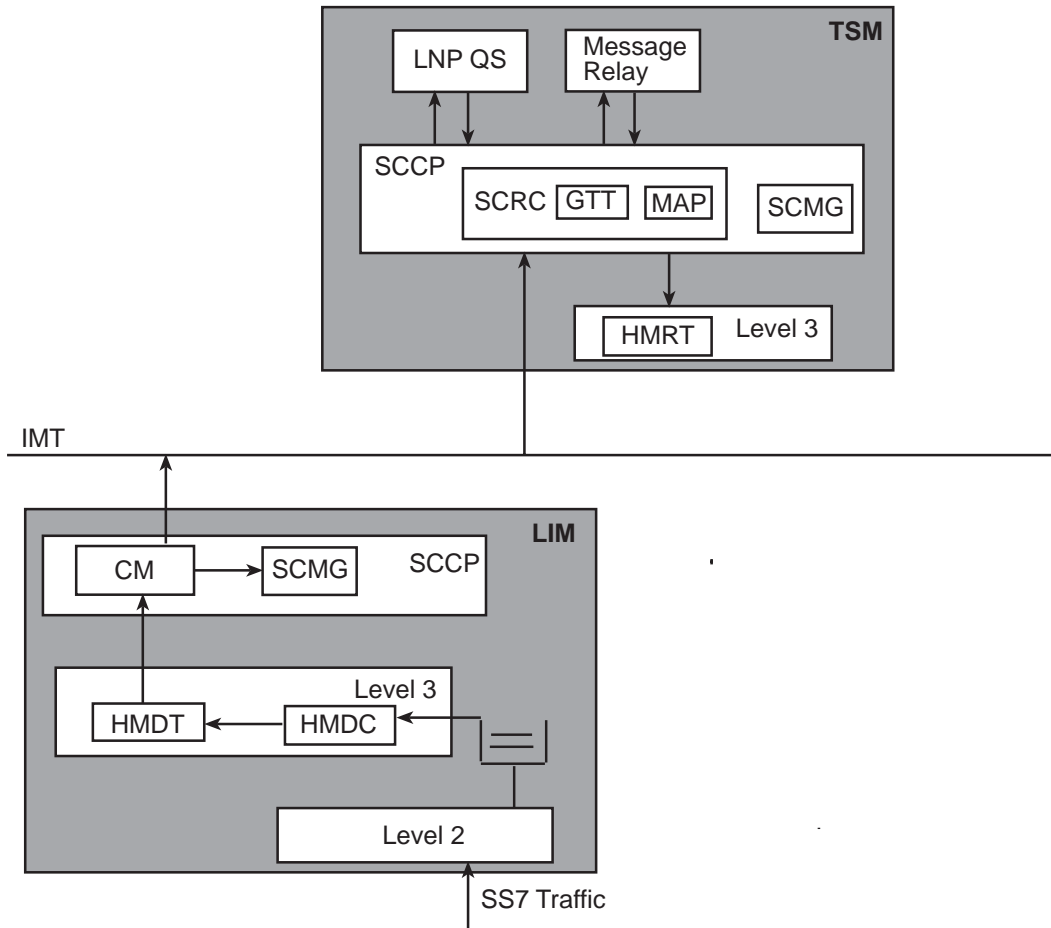 TSM
LNP QS
Message
Relay
SCCP
SCRC
GTT
MAP
SCMG
Level 3
HMRT
IMT
LIM
CM
SCMG
SCCP
Level 3
HMDT
HMDC
Level 2
SS7 Traffic